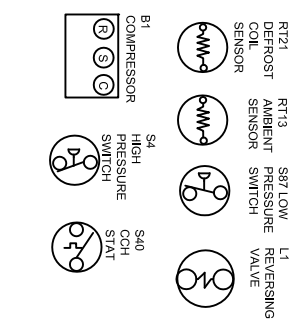 B1
COMPRESSOR
R
S
C
S4
HIGH
PRESSURE
SWITCH
S40
CCH
STAT
RT21
DEFROST
COIL
SENSOR
RT13
AMBIENT
SENSOR
S87 LOW
PRESSURE
SWITCH
L1
REVERSING
VALVE